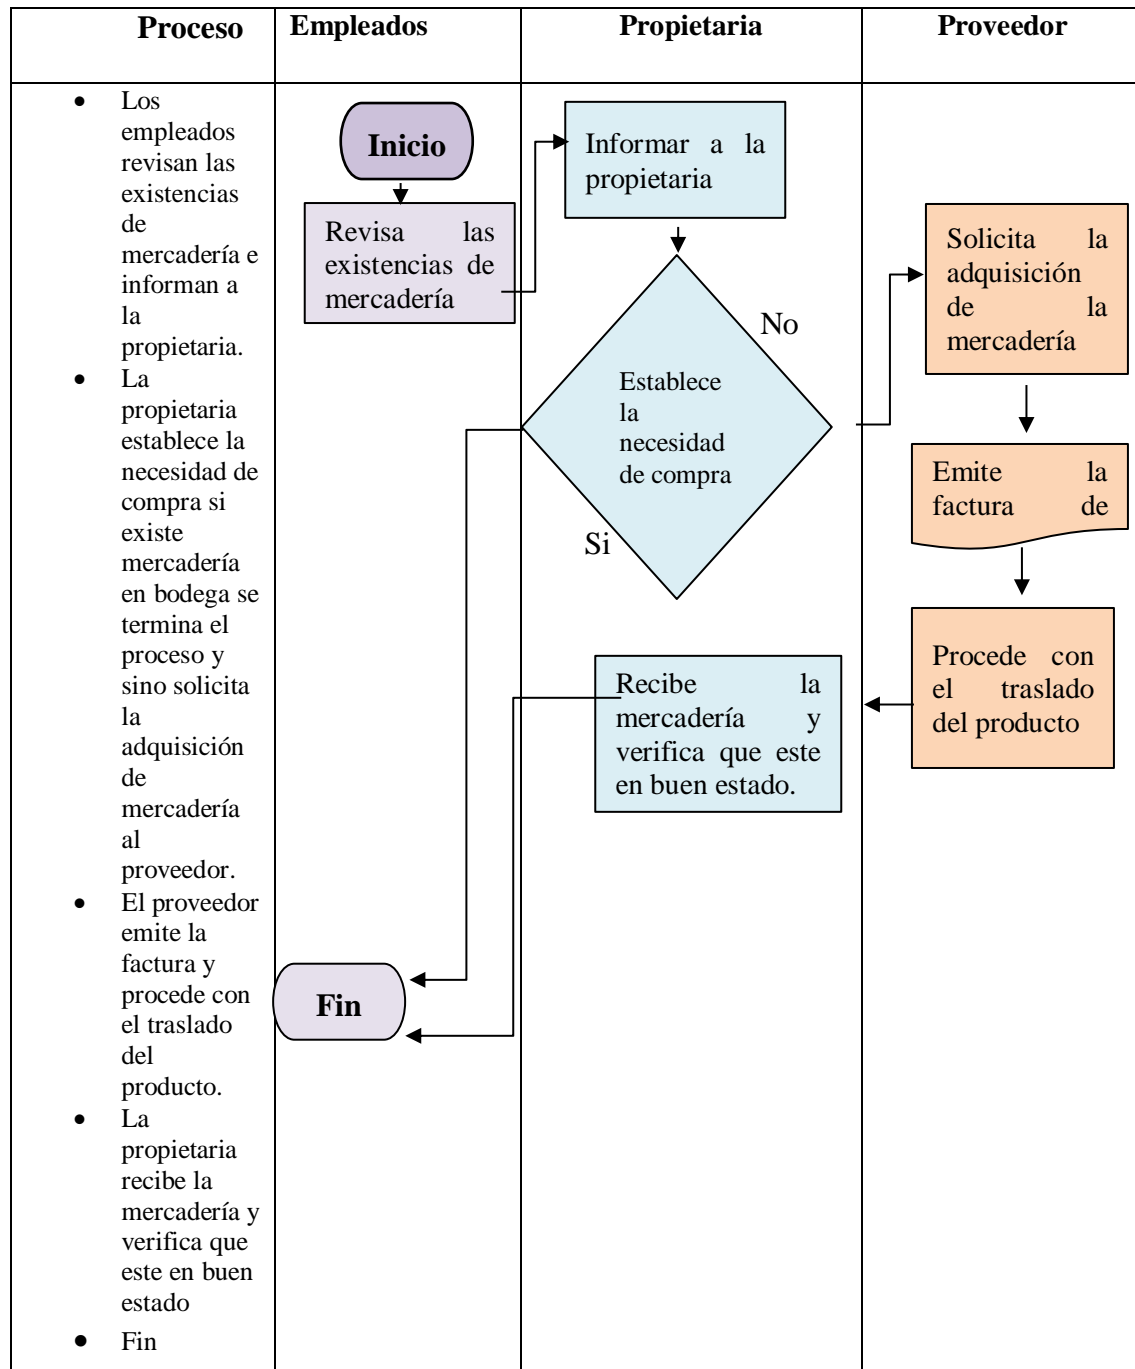 Proceso
Empleados
Propietaria
Proveedor
• Los
empleados
revisan las
existencias
de
mercadería e
informan a
la
propietaria.
• La
propietaria
establece la
necesidad de
compra si
existe
mercadería
en bodega se
termina el
proceso y
sino solicita
la
adquisición
de
mercadería
al
proveedor.
• El proveedor
emite la
factura y
procede con
el traslado
del
producto.
• La
propietaria
recibe la
mercadería y
verifica que
este en buen
estado
• Fin
Inicio
Revisa las
existencias de
mercadería
Fin
Informar a la
propietaria
No
Establece
la
necesidad
de compra
Si
Recibe la
mercadería y
verifica que este
en buen estado.
Solicita la
adquisición
de la
mercadería
Emite la
factura de
Procede con
el traslado
del producto